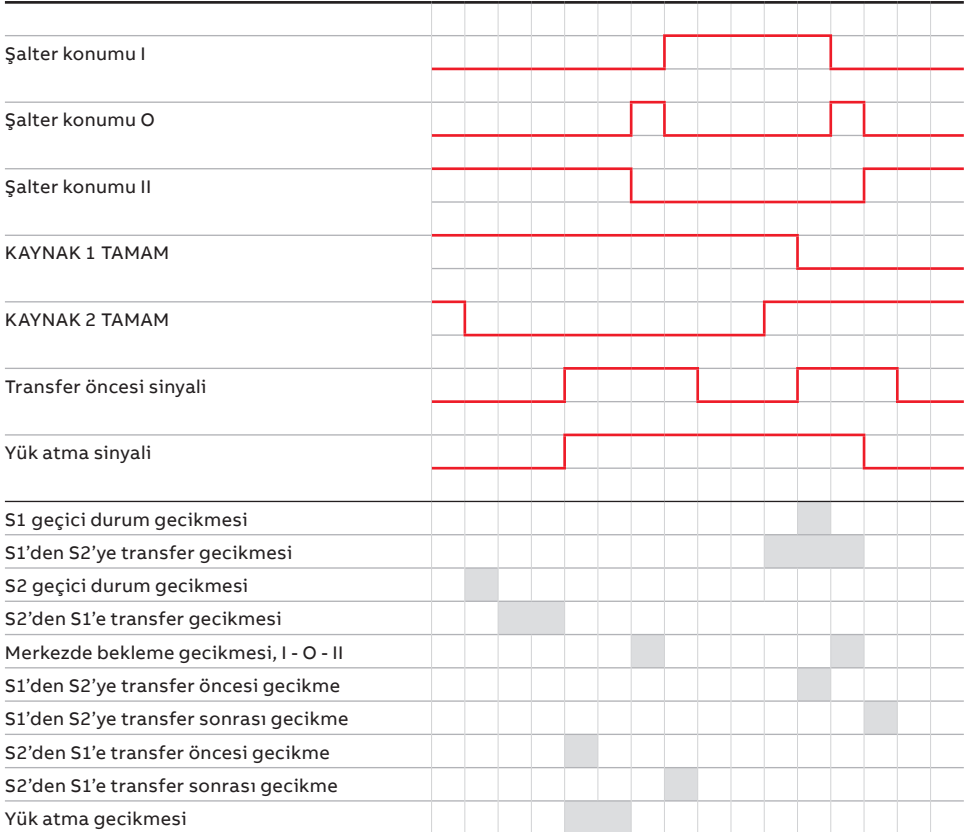 Şalter konumu I
Şalter konumu O
Şalter konumu II
KAYNAK 1 TAMAM
KAYNAK 2 TAMAM
Transfer öncesi sinyali
Yük atma sinyali
S1 geçici durum gecikmesi
S1’den S2’ye transfer gecikmesi
S2 geçici durum gecikmesi
S2’den S1’e transfer gecikmesi
Merkezde bekleme gecikmesi, I - O - II
S1’den S2’ye transfer öncesi gecikme
S1’den S2’ye transfer sonrası gecikme
S2’den S1’e transfer öncesi gecikme
S2’den S1’e transfer sonrası gecikme
Yük atma gecikmesi